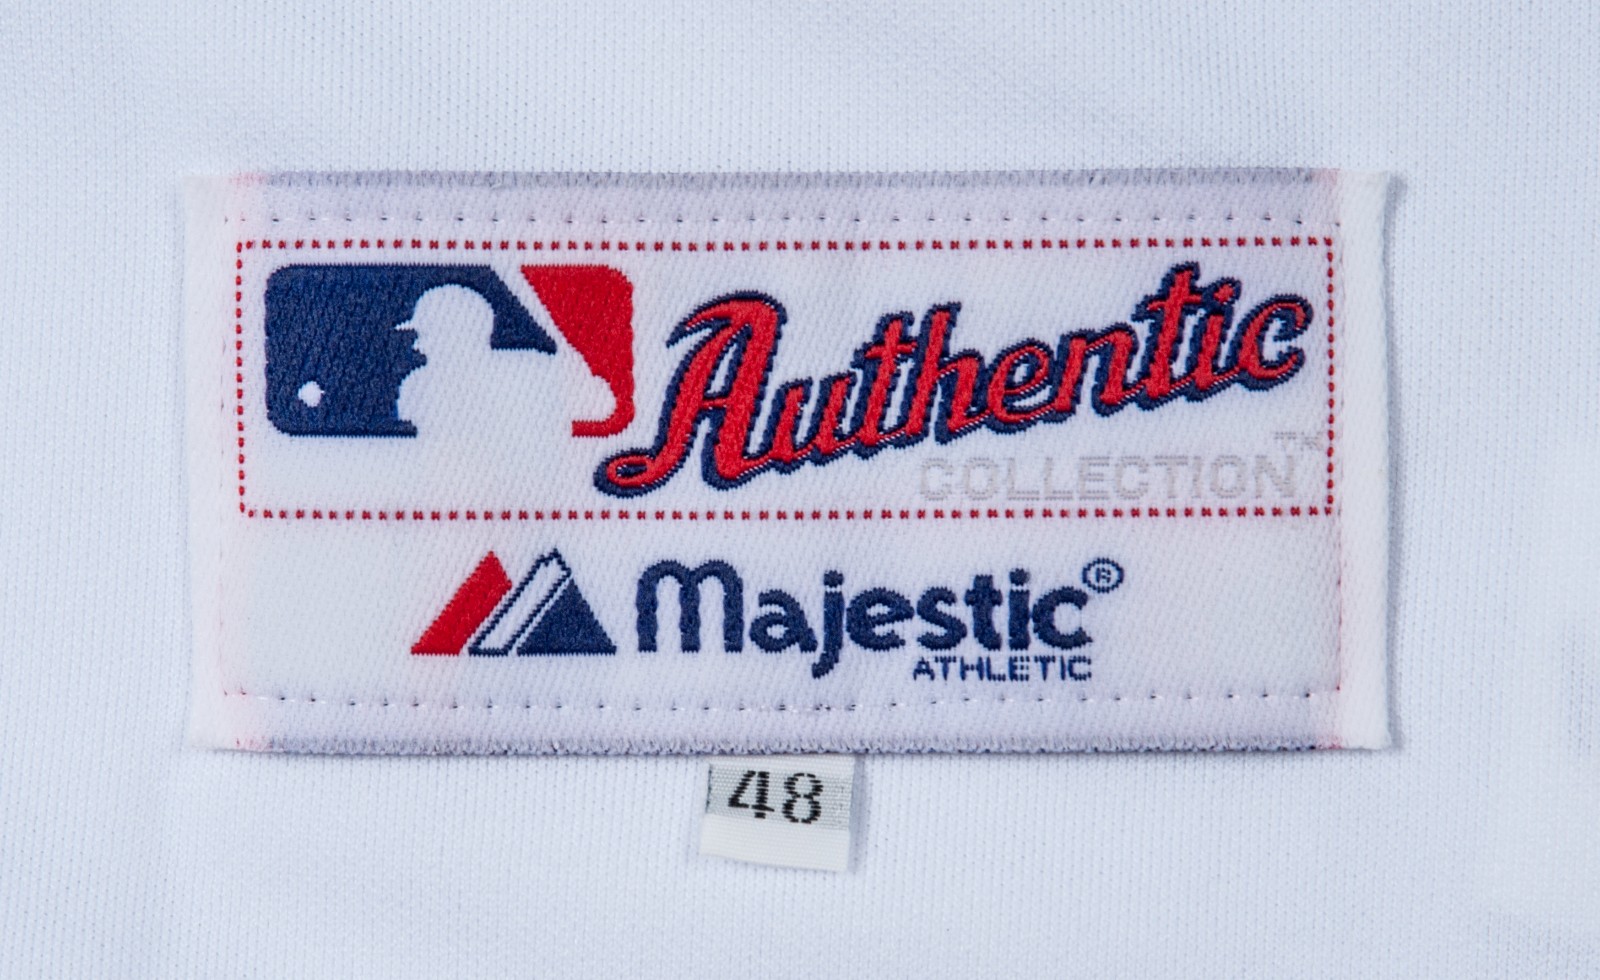 Authentic
COLLECTION™
Majestic®
ATHLETIC
48